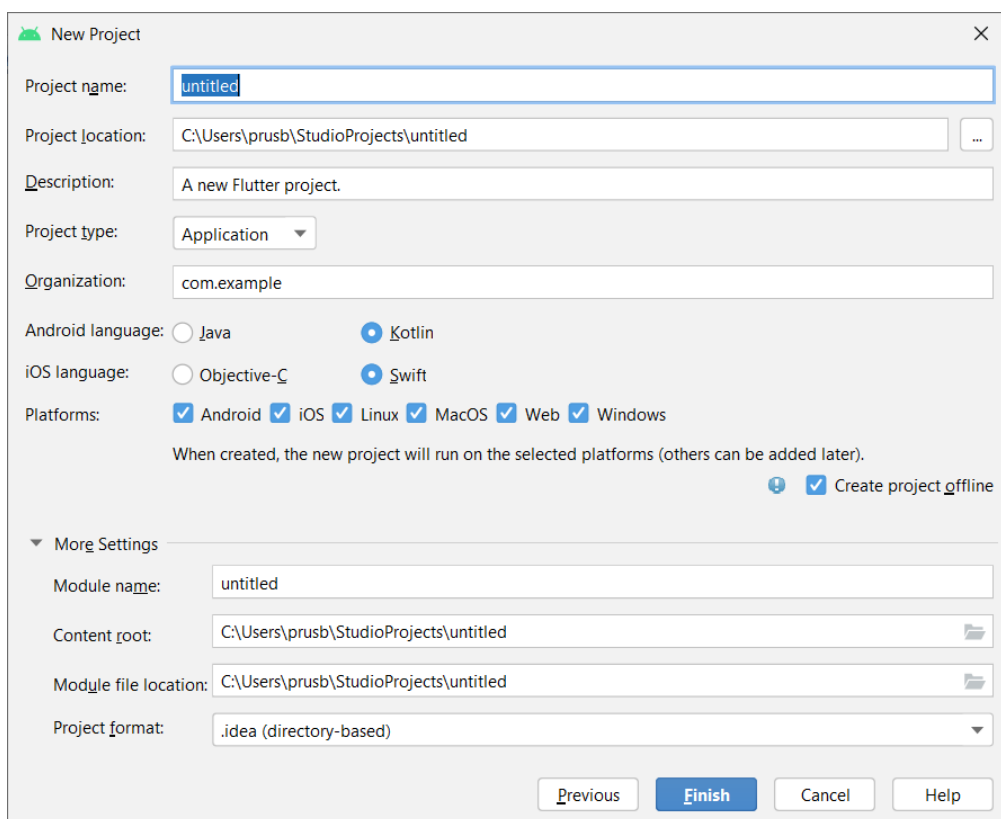 New Project
Project name: untitled
Project location: C:\Users\prusb\StudioProjects\untitled ...
Description: A new Flutter project.
Project type: Application
Organization: com.example
Android language: Java Kotlin
iOS language: Objective-C Swift
Platforms: Android iOS Linux MacOS Web Windows
When created, the new project will run on the selected platforms (others can be added later).
Create project offline
More Settings
Module name: untitled
Content root: C:\Users\prusb\StudioProjects\untitled
Module file location: C:\Users\prusb\StudioProjects\untitled
Project format: .idea (directory-based)
Previous Finish Cancel Help